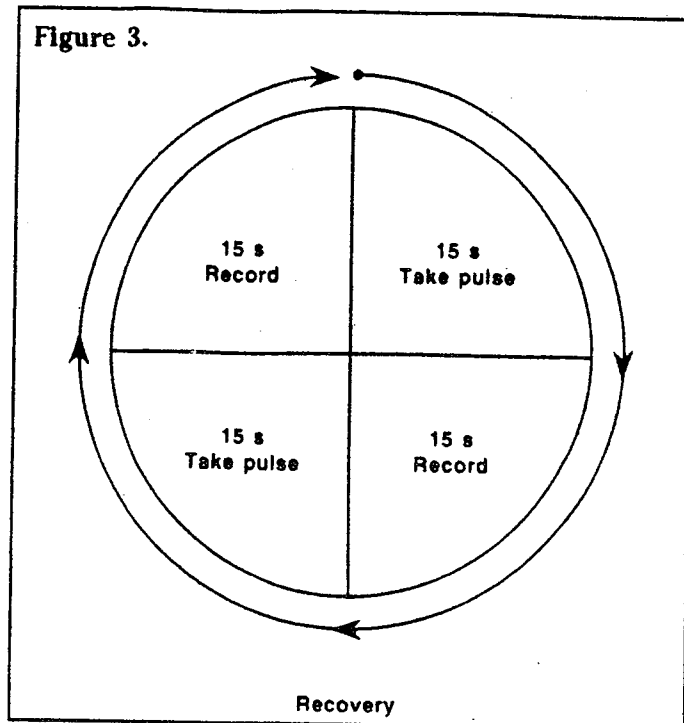 Figure 3.
15 s
Record
15 s
Take pulse
15 s
Take pulse
15 s
Record
Recovery